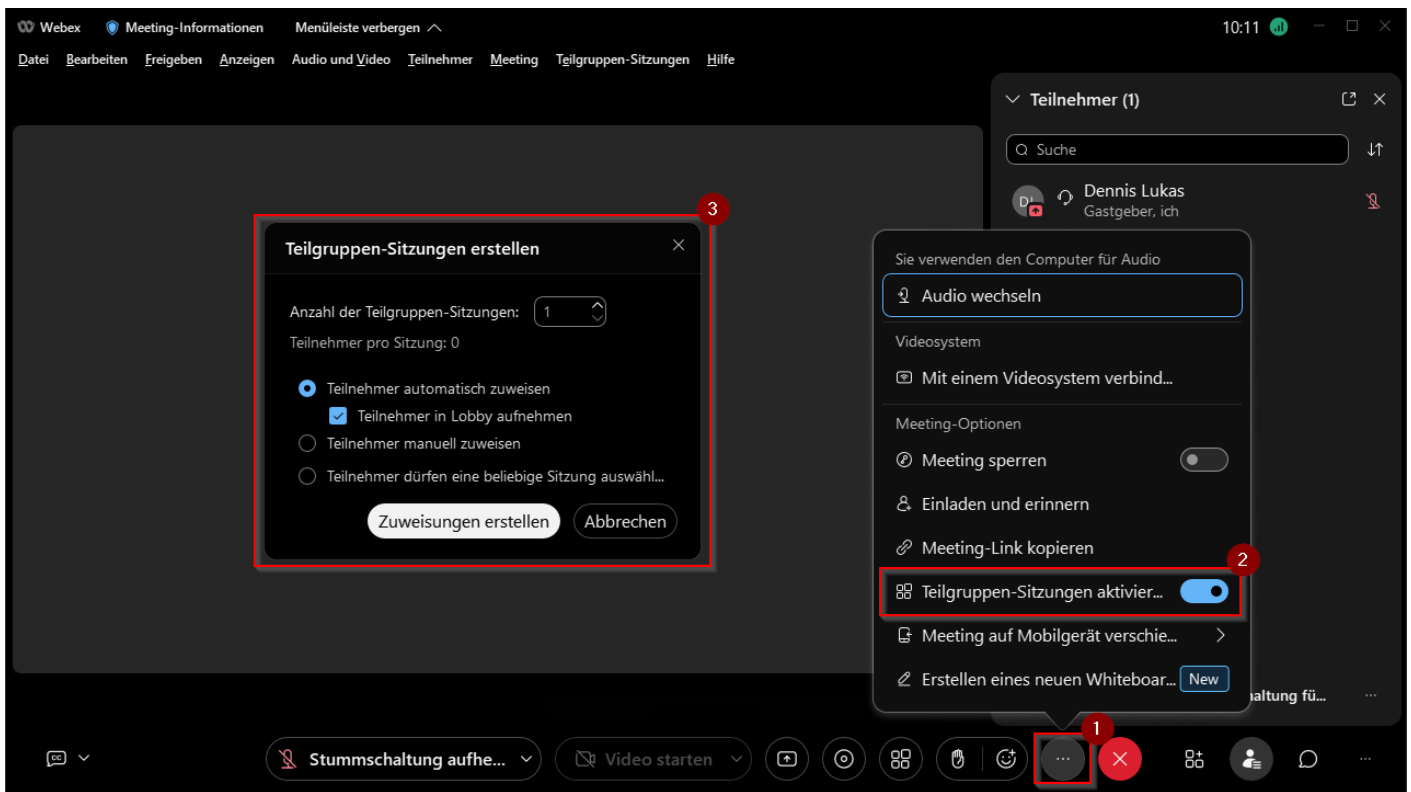 Webex Meeting-Informationen Menüleiste verbergen 10:11
Datei Bearbeiten Freigeben Anzeigen Audio und Video Teilnehmer Meeting Teilgruppen-Sitzungen Hilfe
Teilnehmer (1)
Suche
Dennis Lukas
Gastgeber, ich
3
Teilgruppen-Sitzungen erstellen
Anzahl der Teilgruppen-Sitzungen: 1
Teilnehmer pro Sitzung: 0
Teilnehmer automatisch zuweisen
Teilnehmer in Lobby aufnehmen
Teilnehmer manuell zuweisen
Teilnehmer dürfen eine beliebige Sitzung auswähl...
Zuweisungen erstellen Abbrechen
Sie verwenden den Computer für Audio
Audio wechseln
Videosystem
Mit einem Videosystem verbind...
Meeting-Optionen
Meeting sperren
Einladen und erinnern
Meeting-Link kopieren
2
Teilgruppen-Sitzungen aktivier...
Meeting auf Mobilgerät verschie...
Erstellen eines neuen Whiteboar... New
haltung fü... ...
1
CC Stummschaltung aufhe... Video starten ... ...